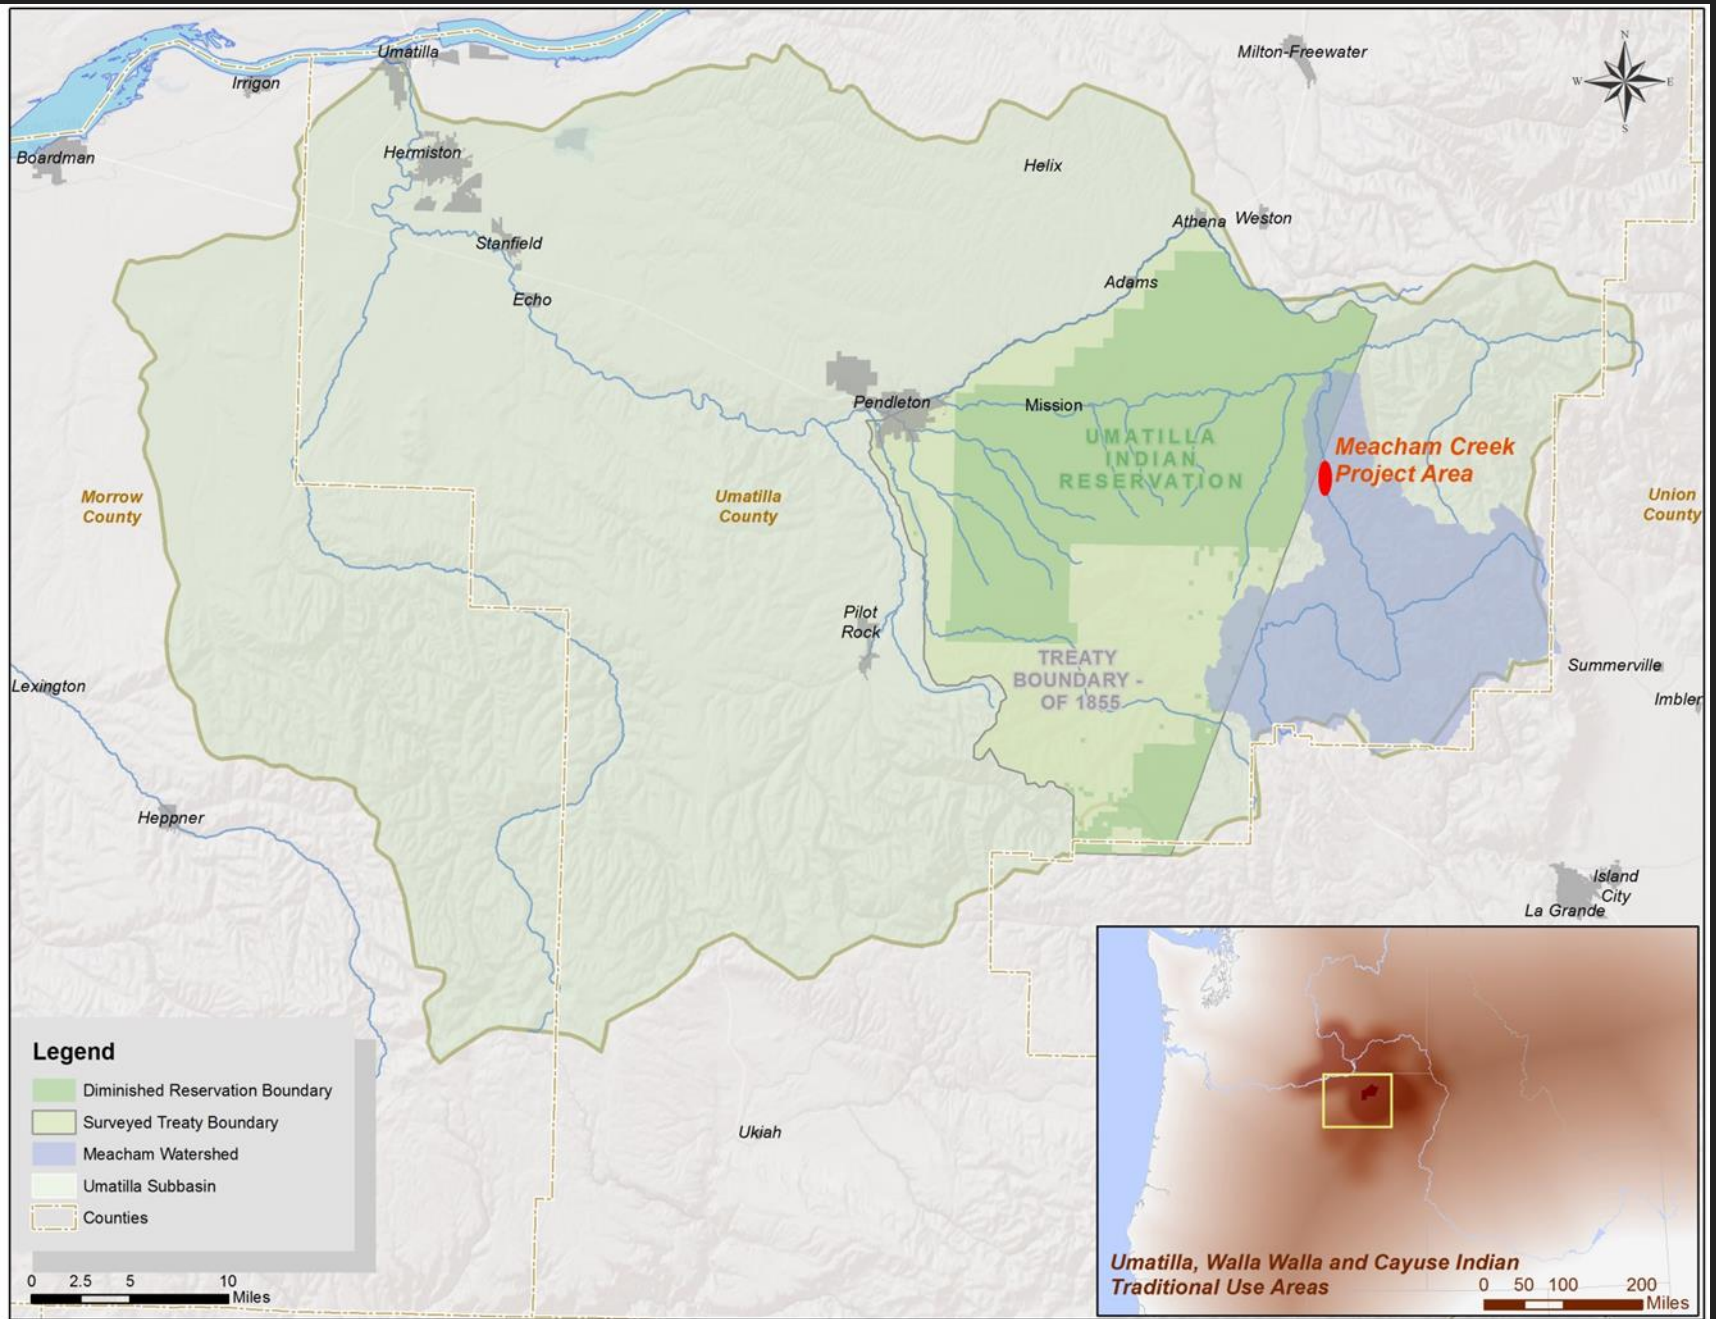 Umatilla
Milton-Freewater
N
W
E
S
Irrigon
Boardman
Hermiston
Helix
Athena
Weston
Stanfield
Adams
Echo
Pendleton
Mission
UMATILLA
INDIAN
RESERVATION
Meacham Creek
Project Area
Morrow
County
Umatilla
County
Union
County
Pilot
Rock
TREATY
BOUNDARY -
OF 1855
Summerville
Lexington
Imbler
Heppner
Island
City
La Grande
Ukiah
Legend
Diminished Reservation Boundary
Surveyed Treaty Boundary
Meacham Watershed
Umatilla Subbasin
Counties
0 2.5 5 10
Miles
Umatilla, Walla Walla and Cayuse Indian
Traditional Use Areas
0 50 100 200
Miles